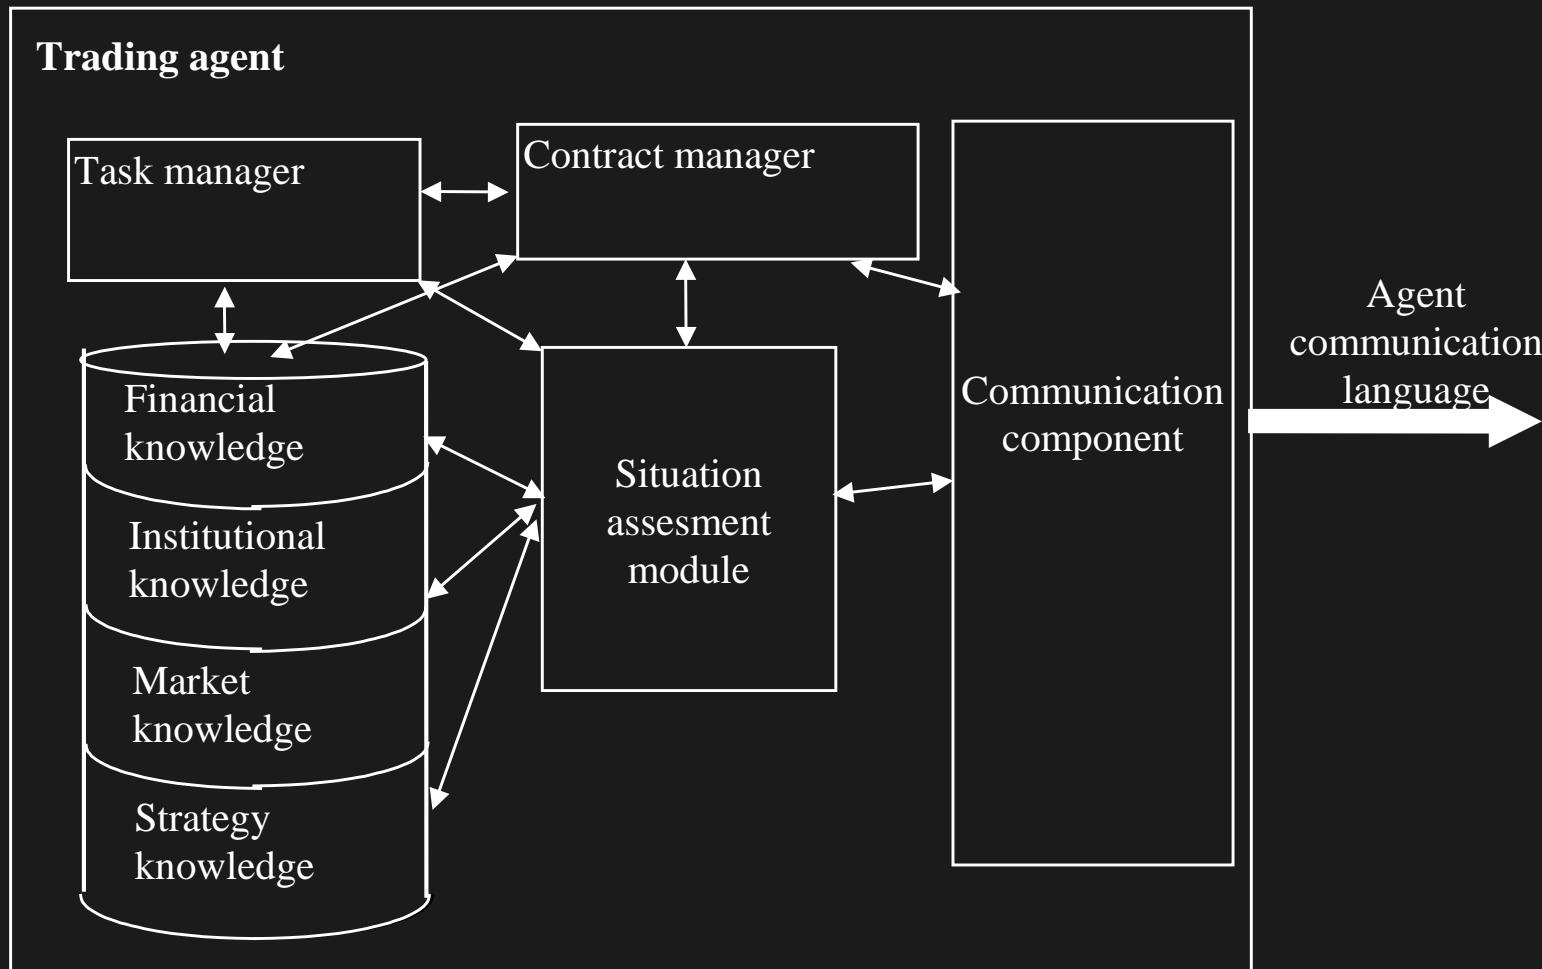 Trading agent
Task manager
Contract manager
Agent
communication
language
Financial
knowledge
Communication
component
Situation
assesment
module
Institutional
knowledge
Market
knowledge
Strategy
knowledge